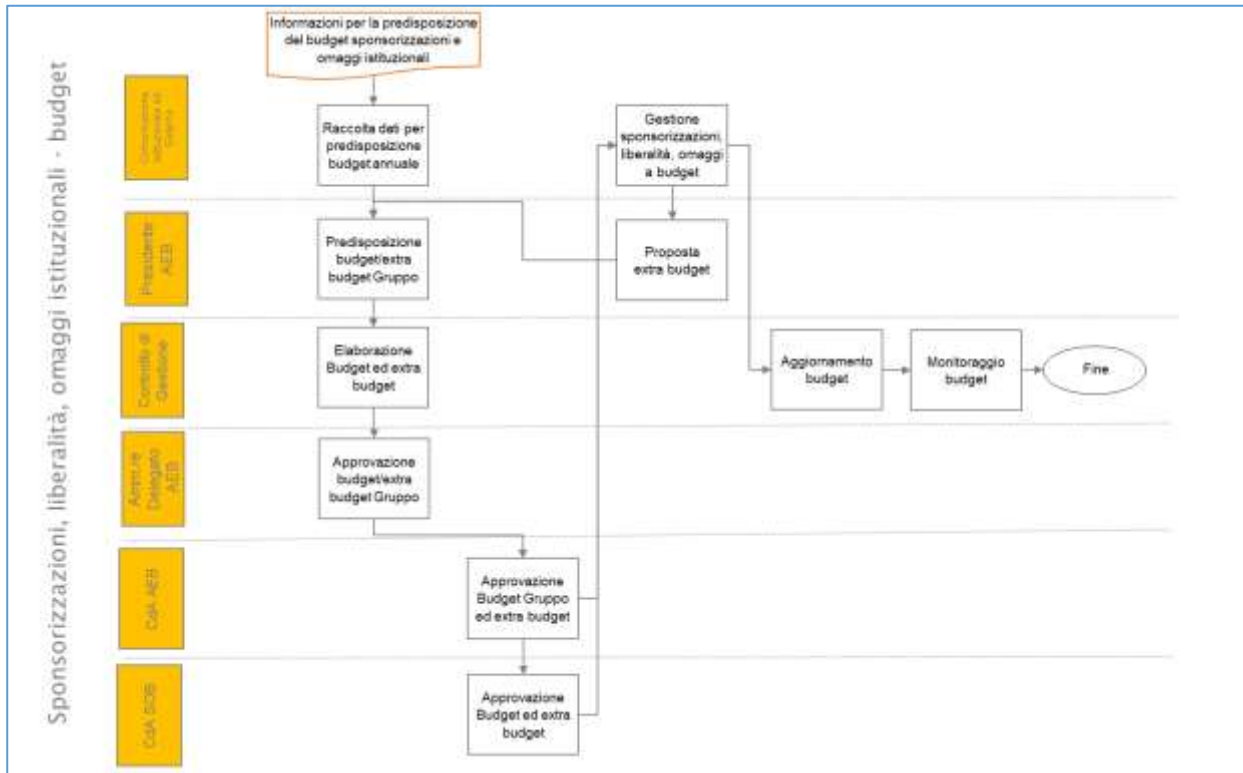 Sponsorizzazioni, liberalità, omaggi istituzionali - budget
Informazioni per la predisposizione
del budget sponsorizzazioni e
omaggi istituzionali
Raccolta dati per
predisposizione
budget annuale
Gestione
sponsorizzazioni,
liberalità, omaggi
a budget
Presidente
AEB
Predisposizione
budget/extra
budget Gruppo
Proposta
extra budget
Controllo di
Gestione
Elaborazione
Budget ed extra
budget
Aggiornamento
budget
Monitoraggio
budget
Fine
Amm.re
Delegato
AEB
Approvazione
budget/extra
budget Gruppo
CdA AEB
Approvazione
Budget Gruppo
ed extra budget
CdA
Approvazione
Budget ed extra
budget